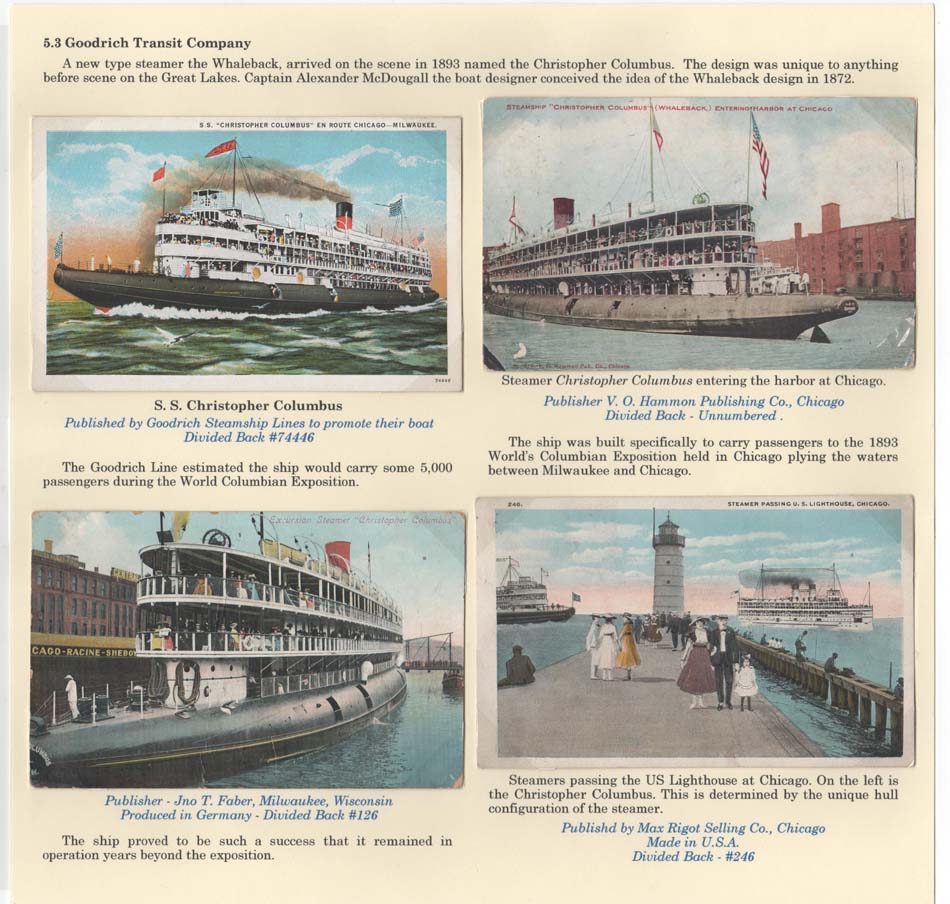 5.3 Goodrich Transit Company
A new type steamer the Whaleback, arrived on the scene in 1893 named the Christopher Columbus. The design was unique to anything
before scene on the Great Lakes. Captain Alexander McDougall the boat designer conceived the idea of the Whaleback design in 1872.
S.S. "CHRISTOPHER COLUMBUS" EN ROUTE CHICAGO—MILWAUKEE.
STEAMSHIP "CHRISTOPHER COLUMBUS" (WHALEBACK,) ENTERING HARBOR AT CHICAGO
S. S. Christopher Columbus
Published by Goodrich Steamship Lines to promote their boat
Divided Back #74446
The Goodrich Line estimated the ship would carry some 5,000
passengers during the World Columbian Exposition.
Steamer Christopher Columbus entering the harbor at Chicago.
Publisher V. O. Hammon Publishing Co., Chicago
Divided Back - Unnumbered .
The ship was built specifically to carry passengers to the 1893
World's Columbian Exposition held in Chicago plying the waters
between Milwaukee and Chicago.
Excursion Steamer "Christopher Columbus"
CAGO-RACINE-SHEBOY
246.
STEAMER PASSING U. S. LIGHTHOUSE, CHICAGO.
Publisher - Jno T. Faber, Milwaukee, Wisconsin
Produced in Germany - Divided Back #126
The ship proved to be such a success that it remained in
operation years beyond the exposition.
Steamers passing the US Lighthouse at Chicago. On the left is
the Christopher Columbus. This is determined by the unique hull
configuration of the steamer.
Publishd by Max Rigot Selling Co., Chicago
Made in U.S.A.
Divided Back - #246